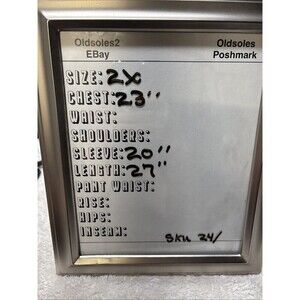 Oldsoles2 Oldsoles
EBay Poshmark
SIZE: 2X
CHEST: 23"
WAIST:
SHOULDERS:
SLEEVE: 20"
LENGTH: 27"
PANT WAIST:
RISE:
HIPS:
INSEAM: SKU 24/